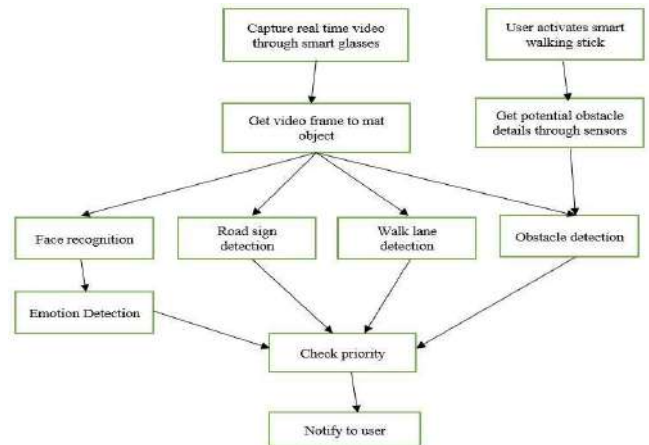 Capture real time video
through smart glasses
User activates smart
walking stick
Get video frame to mat
object
Get potential obstacle
details through sensors
Face recognition
Road sign
detection
Walk lane
detection
Obstacle detection
Emotion Detection
Check priority
Notify to user